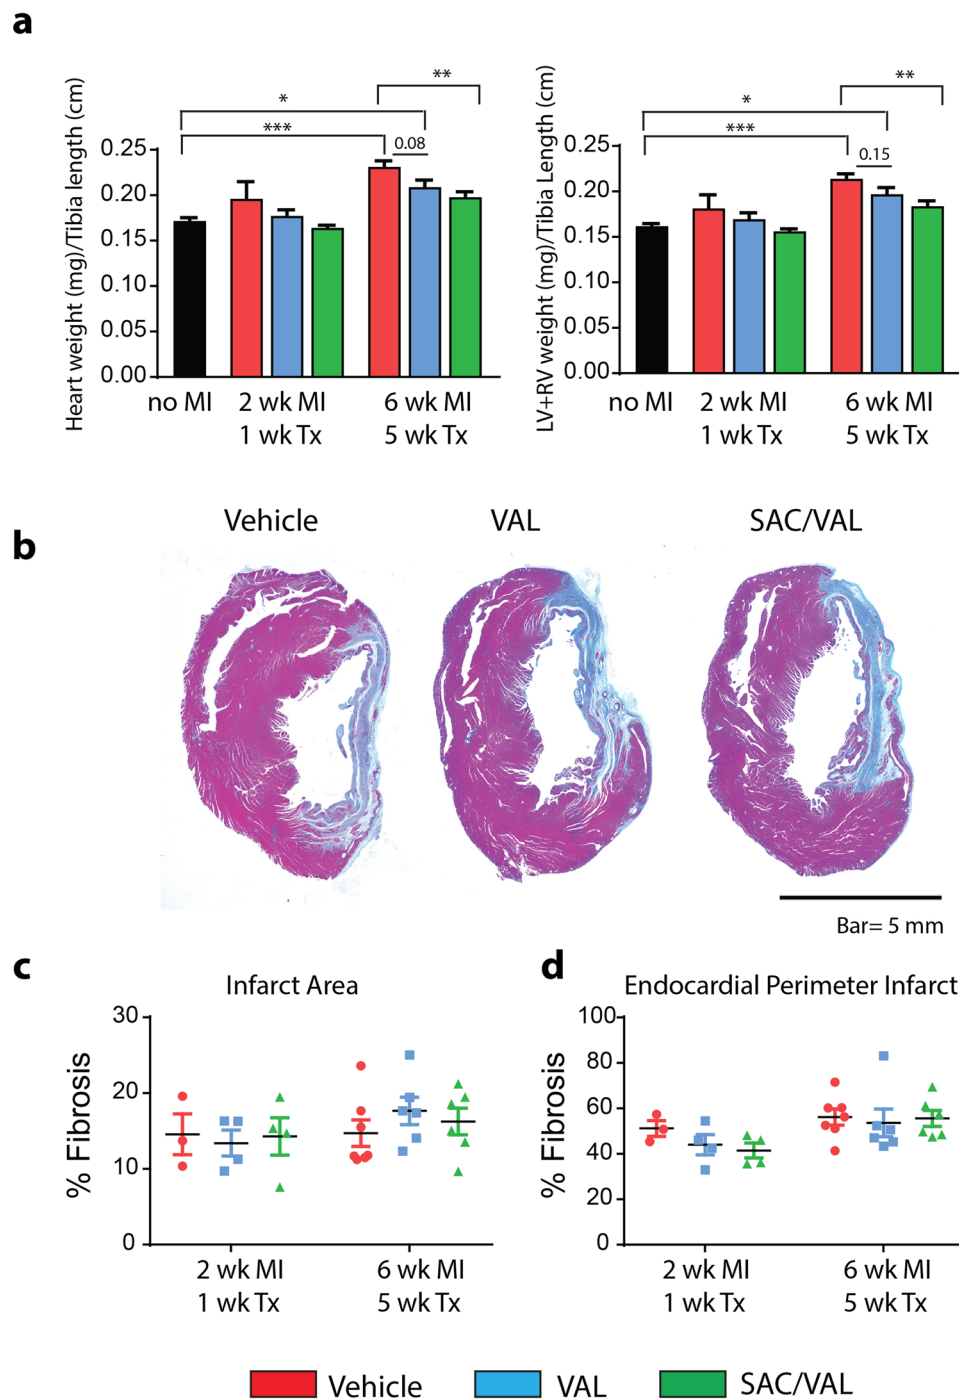 a
Heart weight (mg)/Tibia length (cm)
0.25
0.20
0.15
0.10
0.05
0.00
**
*
***
0.08
no MI
2 wk MI
6 wk MI
1 wk Tx
5 wk Tx
LV+RV weight (mg)/Tibia Length (cm)
0.25
0.20
0.15
0.10
0.05
0.00
**
*
***
0.15
no MI
2 wk MI
6 wk MI
1 wk Tx
5 wk Tx
b
Vehicle
VAL
SAC/VAL
Bar= 5 mm
c
Infarct Area
% Fibrosis
30
20
10
0
2 wk MI
6 wk MI
1 wk Tx
5 wk Tx
d
Endocardial Perimeter Infarct
% Fibrosis
100
80
60
40
20
0
2 wk MI
6 wk MI
1 wk Tx
5 wk Tx
Vehicle
VAL
SAC/VAL